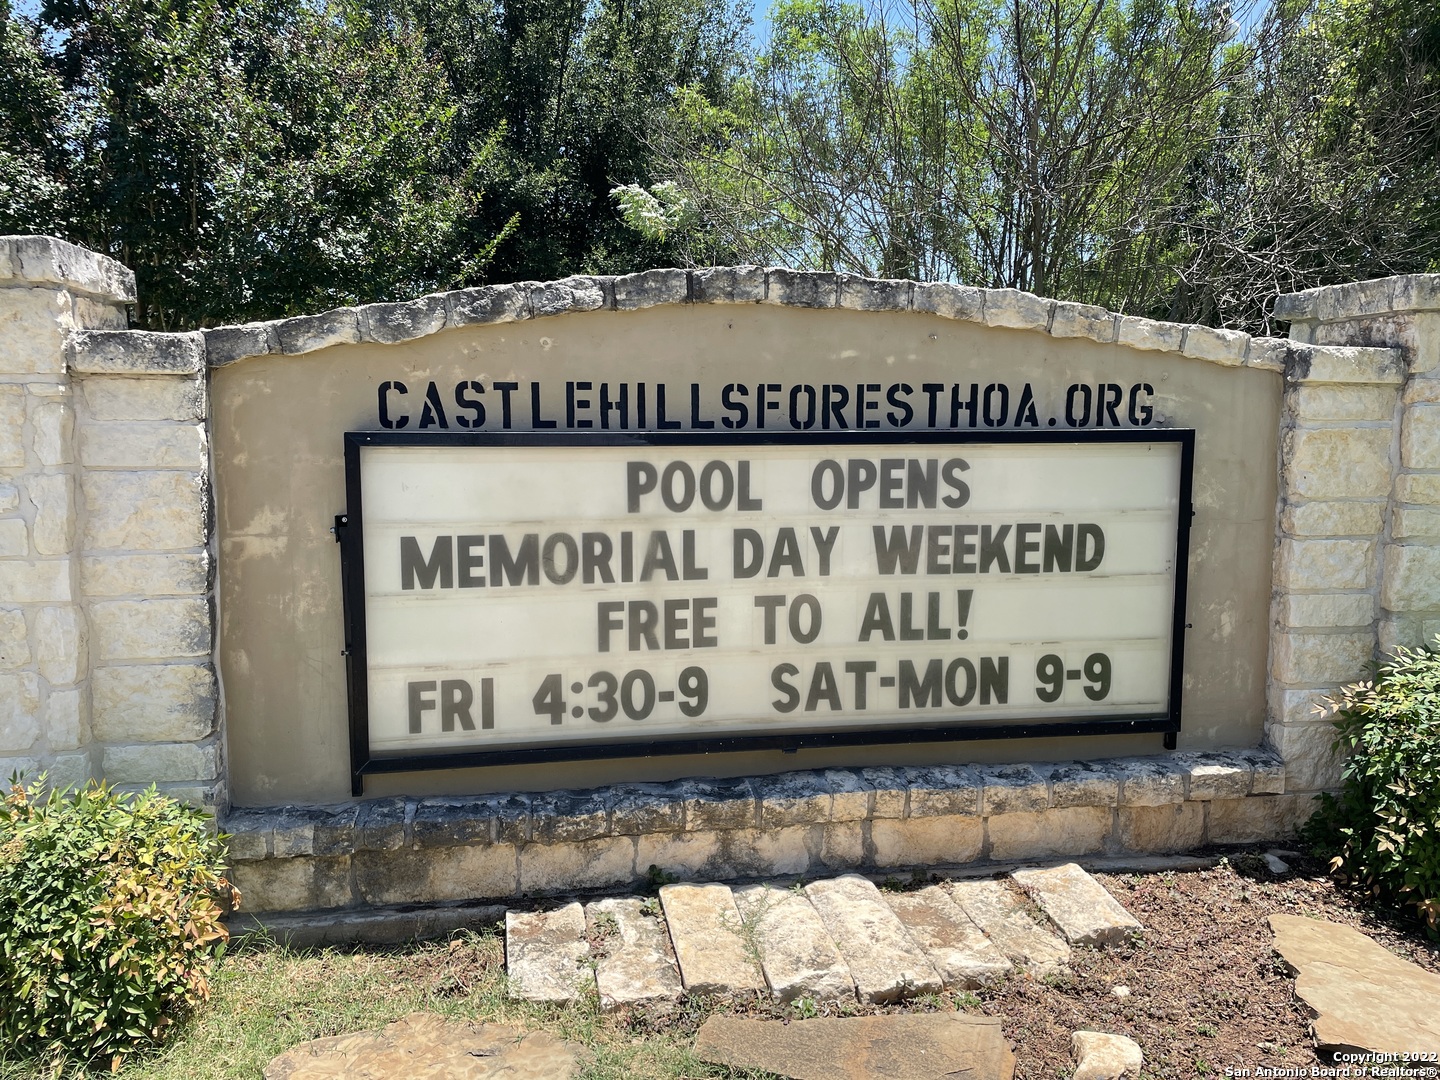 CASTLEHILLSFORESTHOA.ORG
POOL OPENS
MEMORIAL DAY WEEKEND
FREE TO ALL!
FRI 4:30-9 SAT-MON 9-9
Copyright 2022
San Antonio Board of Realtors®